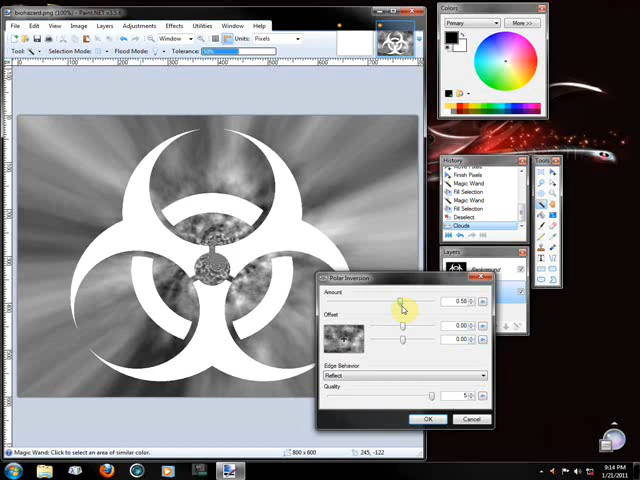 biohazard.png (100%) - Paint.NET v3.5.6
File Edit View Image Layers Adjustments Effects Utilities Window Help
Window Units: Pixels
Tool: Selection Mode: Flood Mode: Tolerance: 50%
Colors
Primary
More >>
History
Finish Pixels
Magic Wand
Fill Selection
Magic Wand
Fill Selection
Deselect
Clouds
Tools
Layers
Background
Polar Inversion
Amount
0.58
Offset
0.00
0.00
Edge Behavior
Reflect
Quality
5
OK
Cancel
Magic Wand: Click to select an area of similar color.
800 x 600
245, -122
9:14 PM
1/21/2011